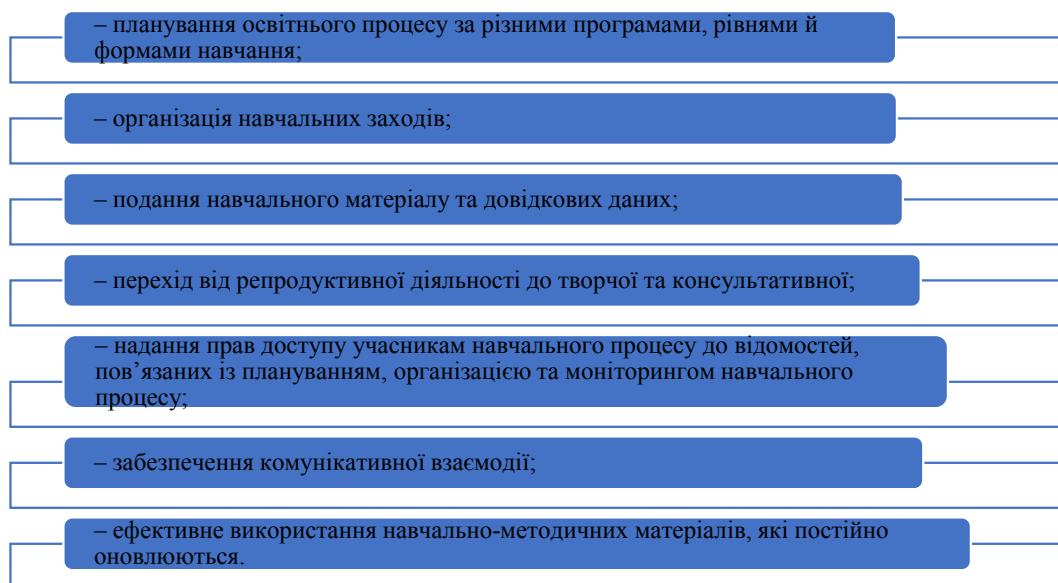 – планування освітнього процесу за різними програмами, рівнями й
формами навчання;
– організація навчальних заходів;
– подання навчального матеріалу та довідкових даних;
– перехід від репродуктивної діяльності до творчої та консультативної;
– надання прав доступу учасникам навчального процесу до відомостей,
пов’язаних із плануванням, організацією та моніторингом навчального
процесу;
– забезпечення комунікативної взаємодії;
– ефективне використання навчально-методичних матеріалів, які постійно
оновлюються.